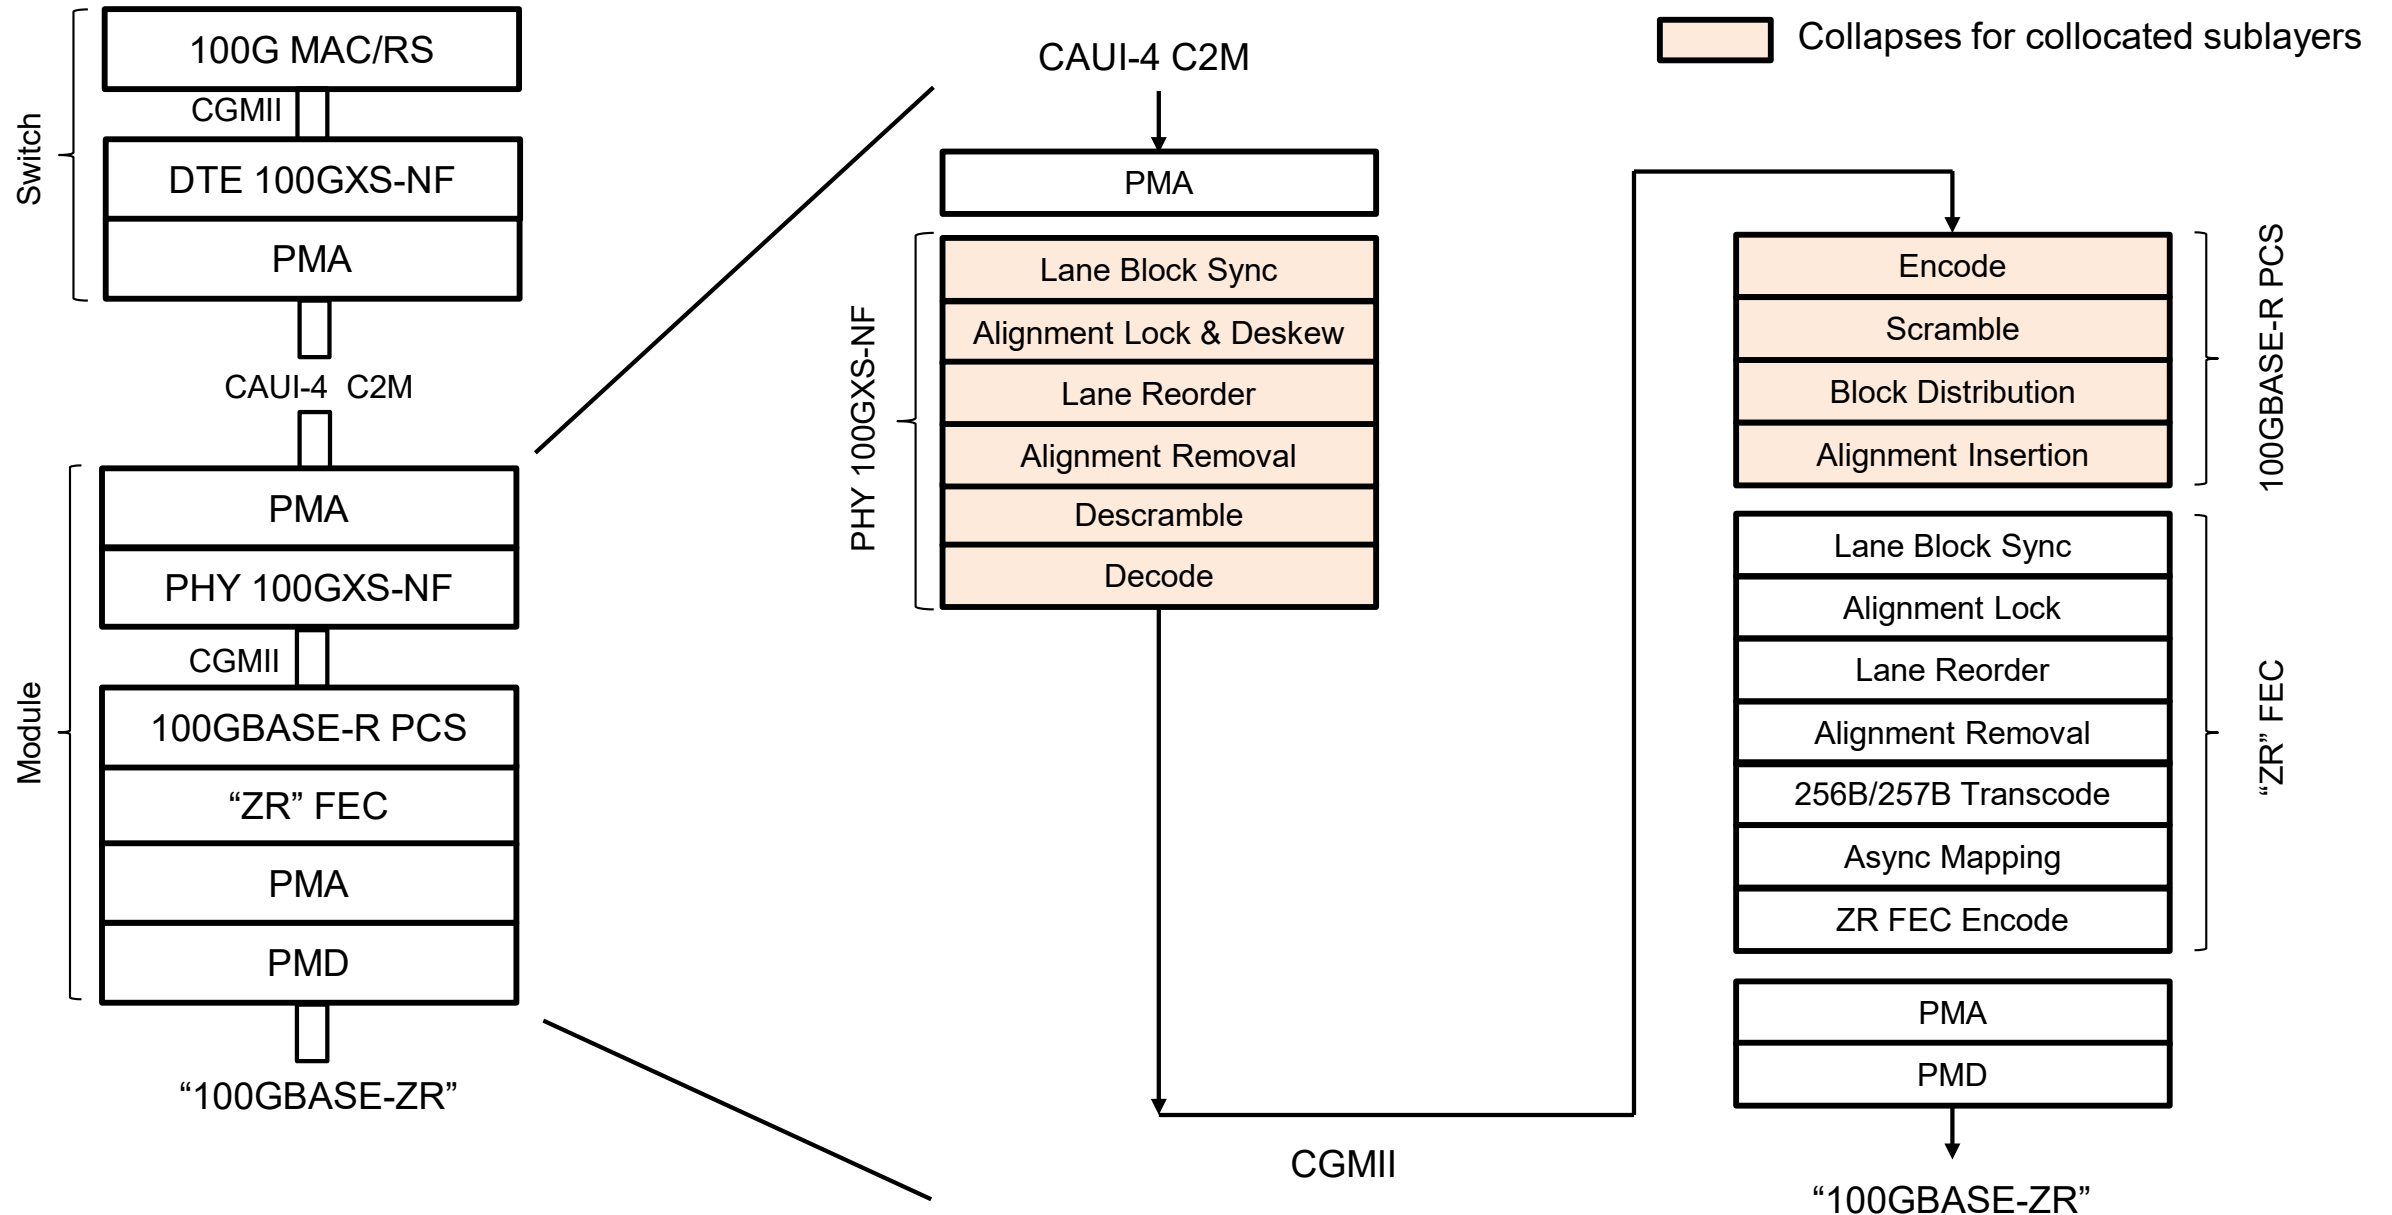 Switch
100G MAC/RS
CGMII
DTE 100GXS-NF
PMA
CAUI-4 C2M
Module
PMA
PHY 100GXS-NF
CGMII
100GBASE-R PCS
“ZR” FEC
PMA
PMD
“100GBASE-ZR”
CAUI-4 C2M
PMA
PHY 100GXS-NF
Lane Block Sync
Alignment Lock & Deskew
Lane Reorder
Alignment Removal
Descramble
Decode
CGMII
Collapses for collocated sublayers
Encode
Scramble
Block Distribution
Alignment Insertion
100GBASE-R PCS
Lane Block Sync
Alignment Lock
Lane Reorder
Alignment Removal
256B/257B Transcode
Async Mapping
ZR FEC Encode
“ZR” FEC
PMA
PMD
“100GBASE-ZR”